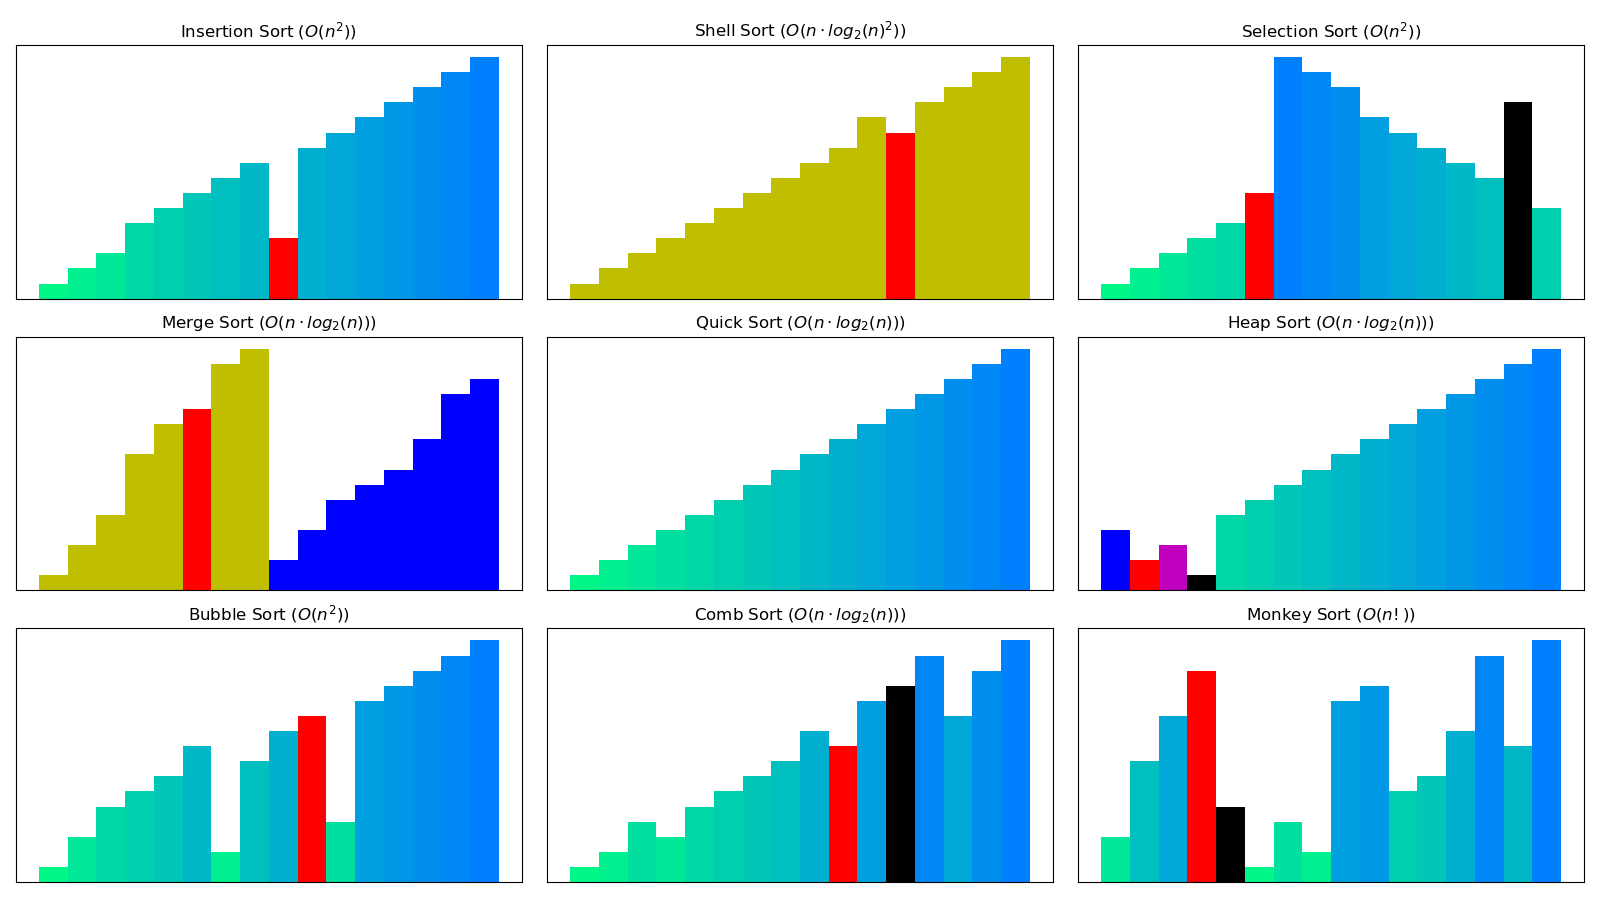 Insertion Sort (O(n²))
Shell Sort (O(n · log₂(n)²))
Selection Sort (O(n²))
Merge Sort (O(n · log₂(n)))
Quick Sort (O(n · log₂(n)))
Heap Sort (O(n · log₂(n)))
Bubble Sort (O(n²))
Comb Sort (O(n · log₂(n)))
Monkey Sort (O(n! ))